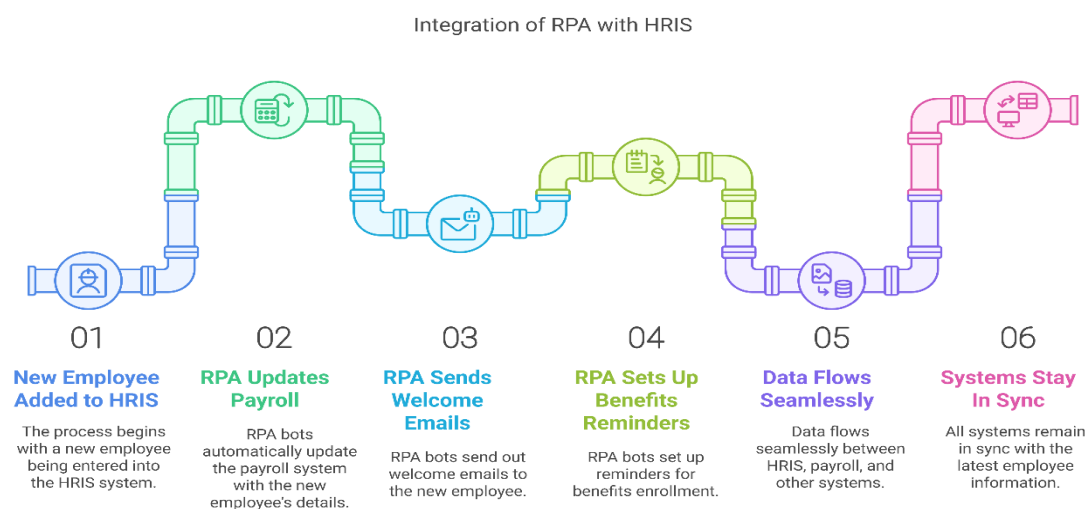 Integration of RPA with HRIS
01
New Employee
Added to HRIS
The process begins
with a new employee
being entered into
the HRIS system.
02
RPA Updates
Payroll
RPA bots
automatically update
the payroll system
with the new
employee's details.
03
RPA Sends
Welcome
Emails
RPA bots send out
welcome emails to
the new employee.
04
RPA Sets Up
Benefits
Reminders
RPA bots set up
reminders for
benefits enrollment.
05
Data Flows
Seamlessly
Data flows
seamlessly between
HRIS, payroll, and
other systems.
06
Systems Stay
In Sync
All systems remain
in sync with the
latest employee
information.